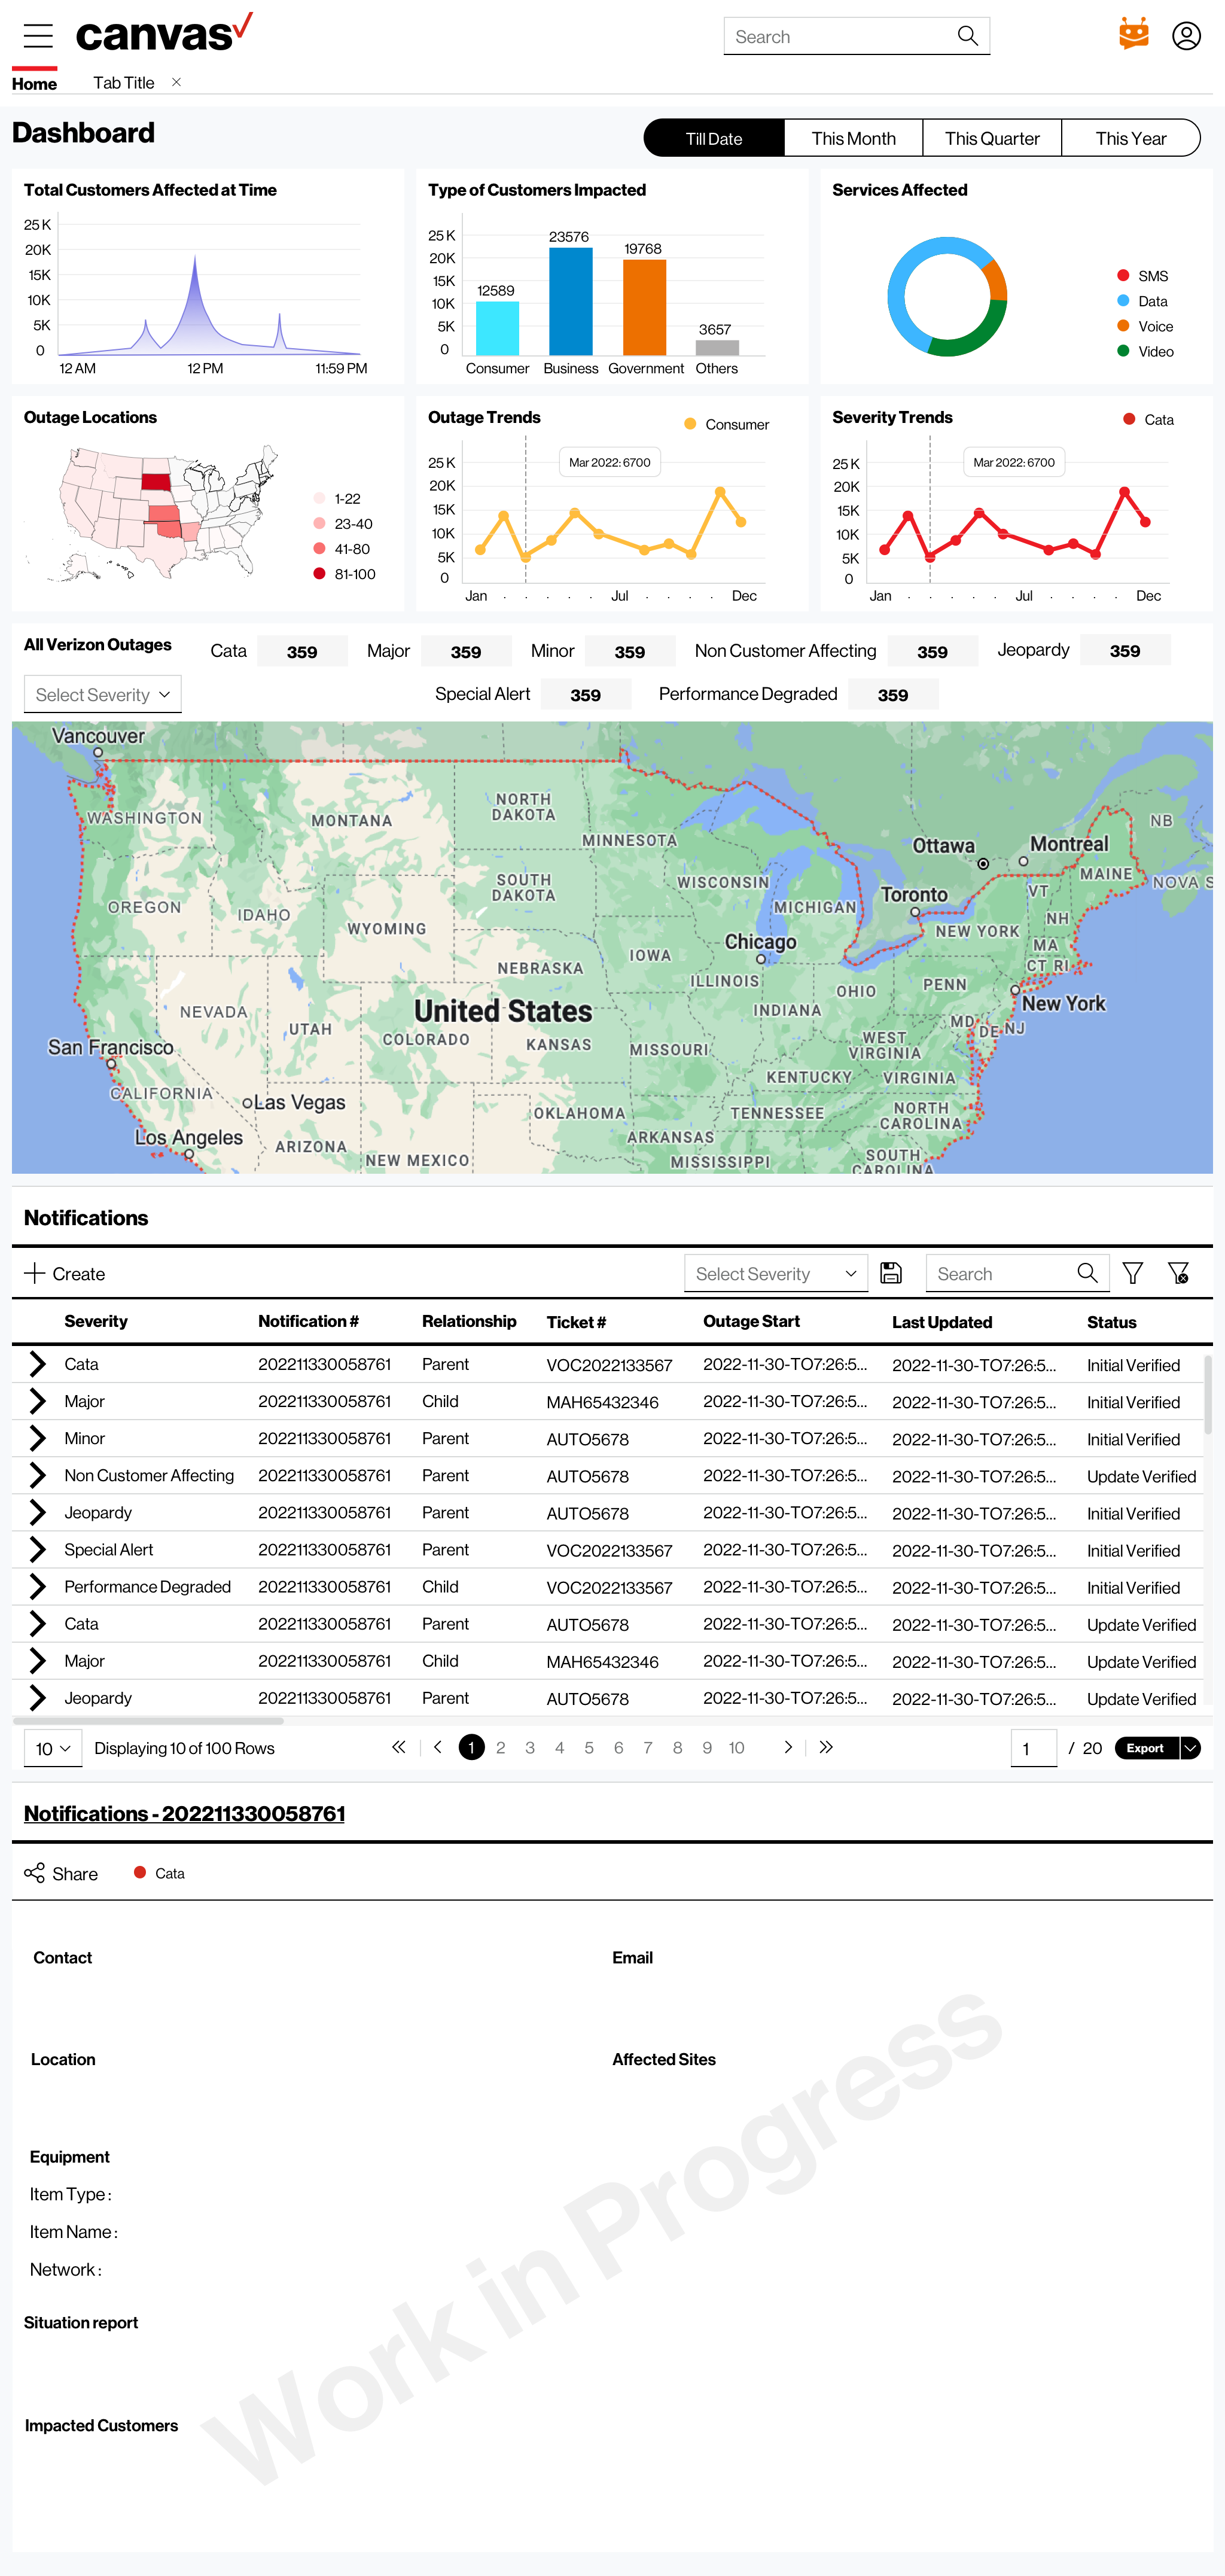 canvas
Search
Home Tab Title
Dashboard
Till Date This Month This Quarter This Year
Total Customers Affected at Time
25 K
20K
15K
10K
5K
0
12 AM 12 PM 11:59 PM
Type of Customers Impacted
25 K
20K
15K
10K
5K
0
12589 23576 19768 3657
Consumer Business Government Others
Services Affected
SMS
Data
Voice
Video
Outage Locations
1-22
23-40
41-80
81-100
Outage Trends
Consumer
Mar 2022: 6700
25 K
20K
15K
10K
5K
0
Jan . . . . . Jul . . . . Dec
Severity Trends
Cata
Mar 2022: 6700
25 K
20K
15K
10K
5K
0
Jan . . . . . Jul . . . . Dec
All Verizon Outages
Cata 359 Major 359 Minor 359 Non Customer Affecting 359 Jeopardy 359
Select Severity
Special Alert 359 Performance Degraded 359
Vancouver
WASHINGTON
MONTANA
NORTH
DAKOTA
MINNESOTA
Ottawa
Montreal
NB
MAINE
NOVA S
OREGON
IDAHO
SOUTH
DAKOTA
WISCONSIN
MICHIGAN
Toronto
VT
NH
WYOMING
NEW YORK
MA
CT RI
Chicago
IOWA
NEBRASKA
ILLINOIS
INDIANA
OHIO
PENN
New York
NEVADA
United States
UTAH
COLORADO
KANSAS
MISSOURI
WEST
VIRGINIA
MD
DE
NJ
San Francisco
CALIFORNIA
Las Vegas
KENTUCKY
VIRGINIA
OKLAHOMA
TENNESSEE
NORTH
CAROLINA
Los Angeles
ARIZONA
NEW MEXICO
ARKANSAS
MISSISSIPPI
SOUTH
CAROLINA
Notifications
Create Select Severity Search
Severity Notification # Relationship Ticket # Outage Start Last Updated Status
Cata 202211330058761 Parent VOC2022133567 2022-11-30-TO7:26:5... 2022-11-30-TO7:26:5... Initial Verified
Major 202211330058761 Child MAH65432346 2022-11-30-TO7:26:5... 2022-11-30-TO7:26:5... Initial Verified
Minor 202211330058761 Parent AUTO5678 2022-11-30-TO7:26:5... 2022-11-30-TO7:26:5... Initial Verified
Non Customer Affecting 202211330058761 Parent AUTO5678 2022-11-30-TO7:26:5... 2022-11-30-TO7:26:5... Update Verified
Jeopardy 202211330058761 Parent AUTO5678 2022-11-30-TO7:26:5... 2022-11-30-TO7:26:5... Initial Verified
Special Alert 202211330058761 Parent VOC2022133567 2022-11-30-TO7:26:5... 2022-11-30-TO7:26:5... Initial Verified
Performance Degraded 202211330058761 Child VOC2022133567 2022-11-30-TO7:26:5... 2022-11-30-TO7:26:5... Initial Verified
Cata 202211330058761 Parent AUTO5678 2022-11-30-TO7:26:5... 2022-11-30-TO7:26:5... Update Verified
Major 202211330058761 Child MAH65432346 2022-11-30-TO7:26:5... 2022-11-30-TO7:26:5... Update Verified
Jeopardy 202211330058761 Parent AUTO5678 2022-11-30-TO7:26:5... 2022-11-30-TO7:26:5... Update Verified
10 Displaying 10 of 100 Rows 1 2 3 4 5 6 7 8 9 10 1 / 20 Export
Notifications - 202211330058761
Share Cata
Contact Email
Location Affected Sites
Equipment
Item Type :
Item Name :
Network :
Situation report
Impacted Customers
Work in Progress